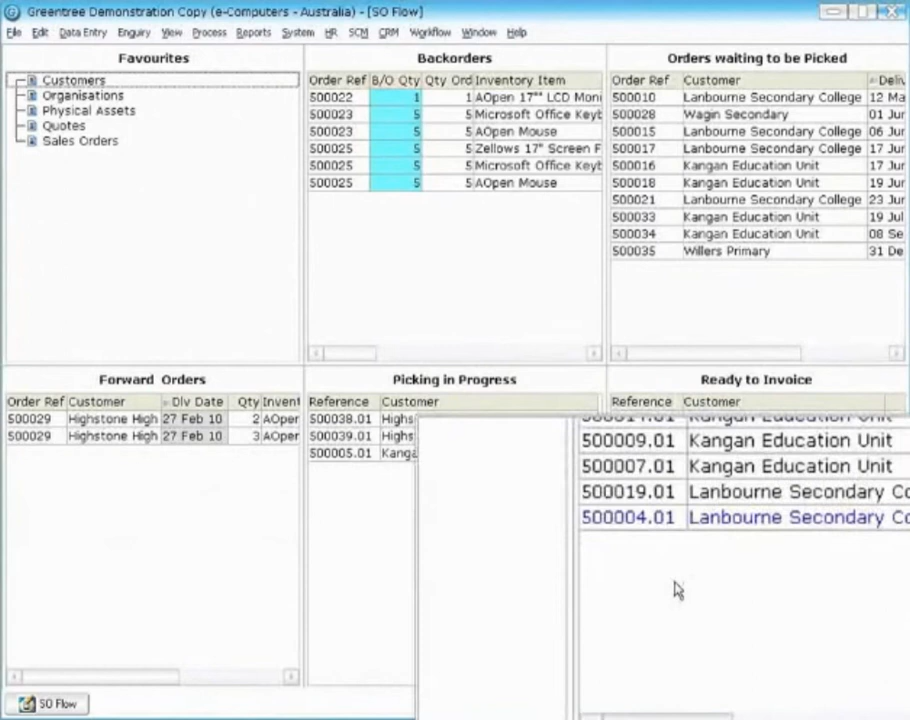 Greentree Demonstration Copy (e-Computers - Australia) - [SO Flow]
File Edit Data Entry Enquiry View Process Reports System HR SCM CRM Workflow Window Help
Favourites
Customers
Organisations
Physical Assets
Quotes
Sales Orders
Backorders
Order Ref B/O Qty Qty Ord Inventory Item
500022 1 1 AOpen 17"" LCD Moni
500023 5 5 Microsoft Office Keyb
500023 5 5 AOpen Mouse
500025 5 5 Zellows 17" Screen F
500025 5 5 Microsoft Office Keyb
500025 5 5 AOpen Mouse
Orders waiting to be Picked
Order Ref Customer Deliv
500010 Lanbourne Secondary College 12 Ma
500028 Wagin Secondary 01 Jun
500015 Lanbourne Secondary College 06 Jun
500017 Lanbourne Secondary College 17 Jun
500016 Kangan Education Unit 17 Jun
500018 Kangan Education Unit 19 Jun
500021 Lanbourne Secondary College 23 Jun
500033 Kangan Education Unit 19 Jul
500034 Kangan Education Unit 08 Se
500035 Willers Primary 31 De
Forward Orders
Order Ref Customer Dlv Date Qty Invent
500029 Highstone High 27 Feb 10 2 AOper
500029 Highstone High 27 Feb 10 3 AOper
Picking in Progress
Reference Customer
500038.01 Highs
500039.01 Highs
500005.01 Kanga
Ready to Invoice
Reference Customer
Kangan Education Unit
500009.01 Kangan Education Unit
500007.01 Kangan Education Unit
500019.01 Lanbourne Secondary Co
500004.01 Lanbourne Secondary Co
SO Flow